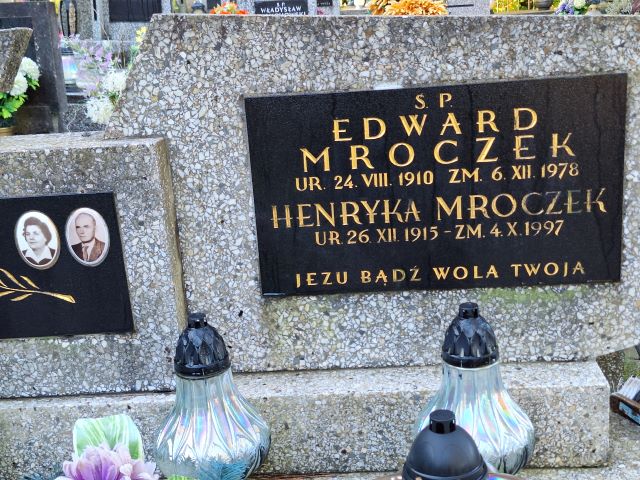 Ś.P.
WŁADYSŁAW
Ś. P.
EDWARD
MROCZEK
UR. 24. VIII. 1910 ZM. 6. XII. 1978
HENRYKA MROCZEK
UR. 26. XII. 1915 - ZM. 4. X. 1997
JEZU BĄDŹ WOLA TWOJA